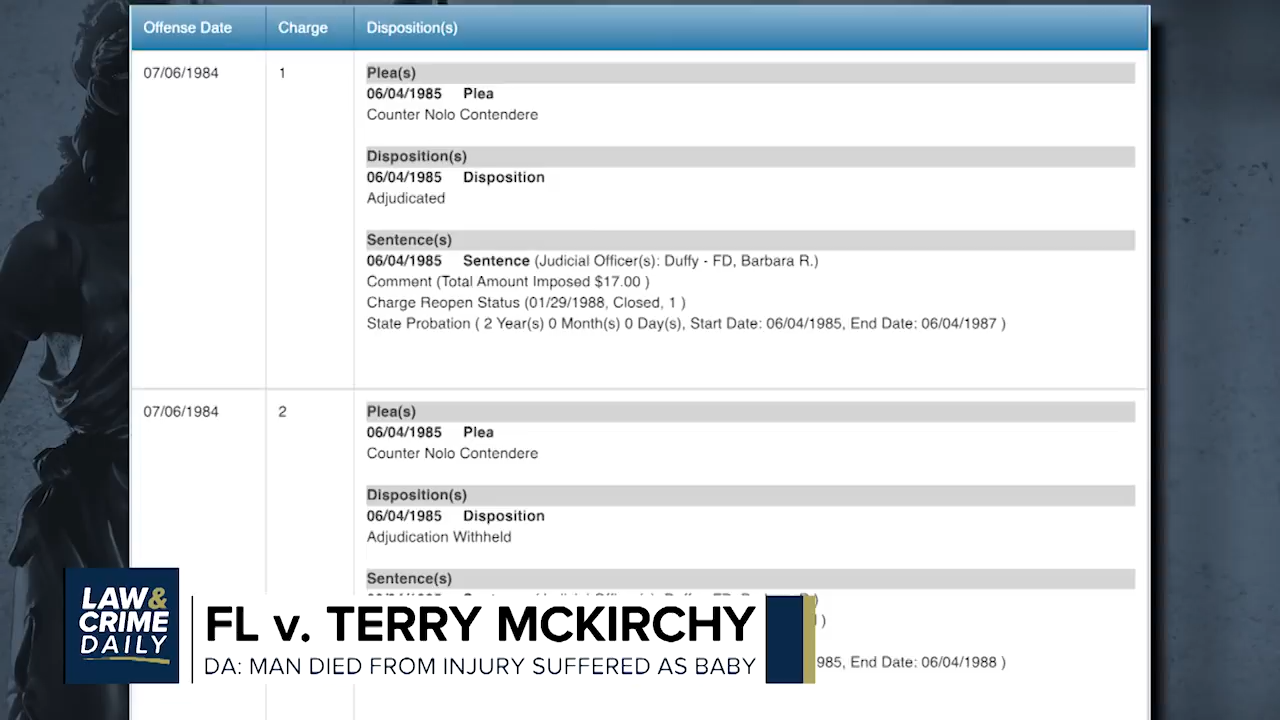 Offense Date Charge Disposition(s)
07/06/1984 1 Plea(s)
06/04/1985 Plea
Counter Nolo Contendere
Disposition(s)
06/04/1985 Disposition
Adjudicated
Sentence(s)
06/04/1985 Sentence (Judicial Officer(s): Duffy - FD, Barbara R.)
Comment (Total Amount Imposed $17.00 )
Charge Reopen Status (01/29/1988, Closed, 1 )
State Probation ( 2 Year(s) 0 Month(s) 0 Day(s), Start Date: 06/04/1985, End Date: 06/04/1987 )
07/06/1984 2 Plea(s)
06/04/1985 Plea
Counter Nolo Contendere
Disposition(s)
06/04/1985 Disposition
Adjudication Withheld
Sentence(s)
)
985, End Date: 06/04/1988 )
LAW&
CRIME
DAILY
FL v. TERRY MCKIRCHY
DA: MAN DIED FROM INJURY SUFFERED AS BABY